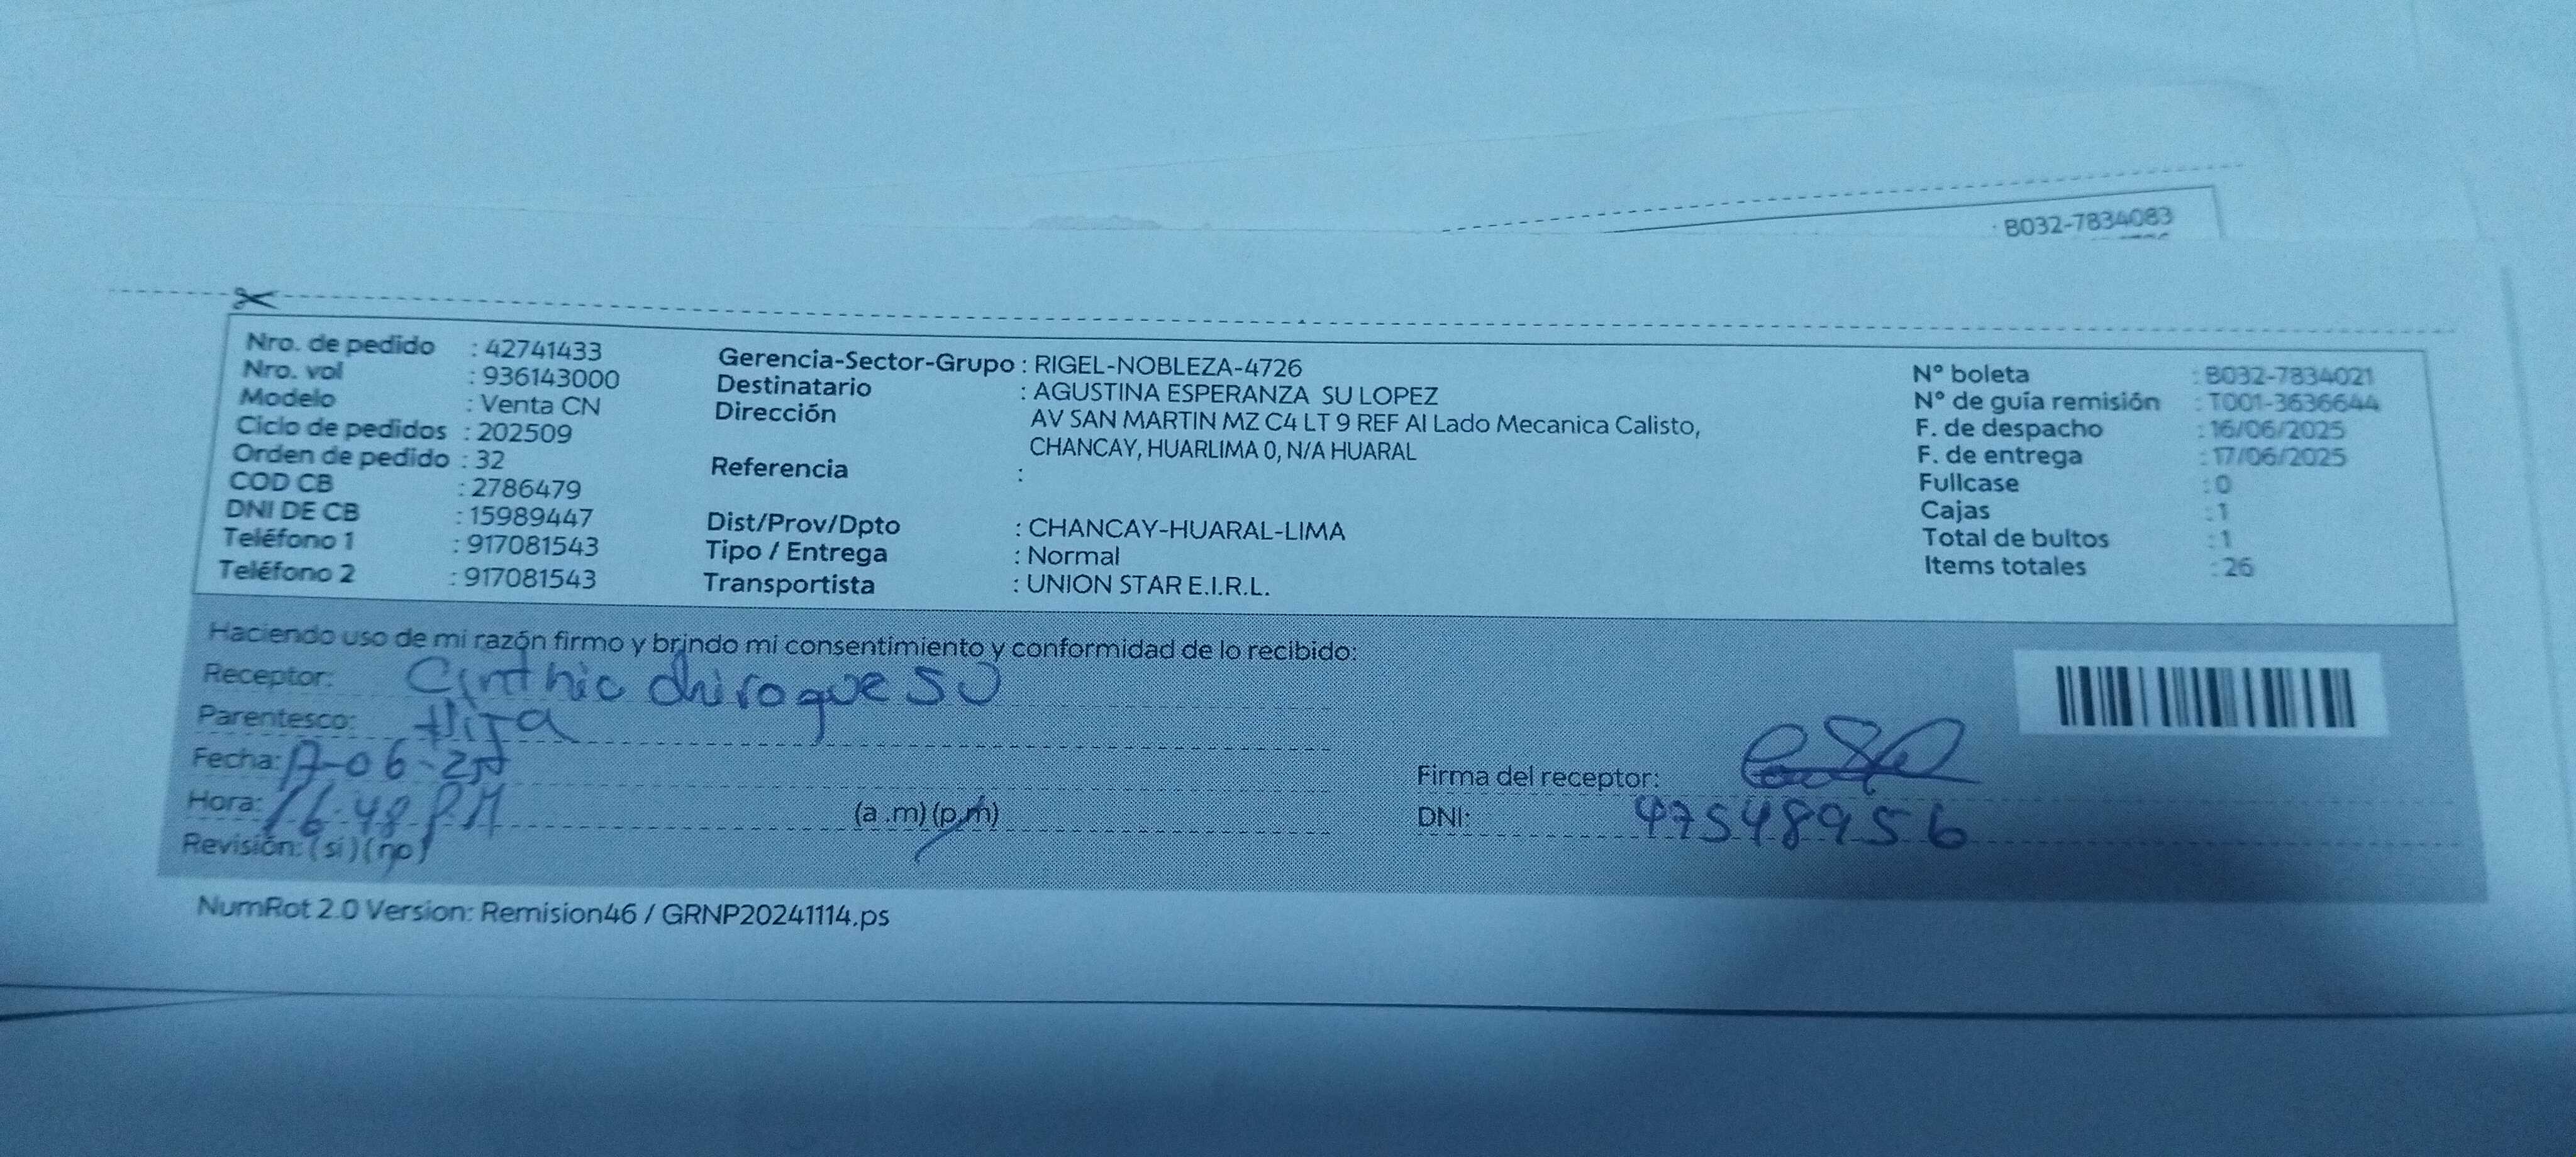 B032-7834083
Nro. de pedido : 42741433
Nro. vol : 936143000
Modelo : Venta CN
Ciclo de pedidos : 202509
Orden de pedido : 32
COD CB : 2786479
DNI DE CB : 15989447
Teléfono 1 : 917081543
Teléfono 2 : 917081543
Gerencia-Sector-Grupo : RIGEL-NOBLEZA-4726
Destinatario : AGUSTINA ESPERANZA SU LOPEZ
Dirección AV SAN MARTIN MZ C4 LT 9 REF Al Lado Mecanica Calisto,
CHANCAY, HUARLIMA 0, N/A HUARAL
Referencia :
Dist/Prov/Dpto : CHANCAY-HUARAL-LIMA
Tipo / Entrega : Normal
Transportista : UNION STAR E.I.R.L.
N° boleta : B032-7834021
N° de guía remisión : T001-3636644
F. de despacho : 16/06/2025
F. de entrega : 17/06/2025
Fullcase : 0
Cajas : 1
Total de bultos : 1
Items totales : 26
Haciendo uso de mi razón firmo y brindo mi consentimiento y conformidad de lo recibido:
Receptor: Cinthia chiroque SU
Parentesco: Hija
Fecha: 17-06-25
Hora: 16:48 PM (a .m) (p.m)
Revisión: (si) (no)
Firma del receptor:
DNI: 47548956
NumRot 2.0 Version: Remision46 / GRNP20241114.ps